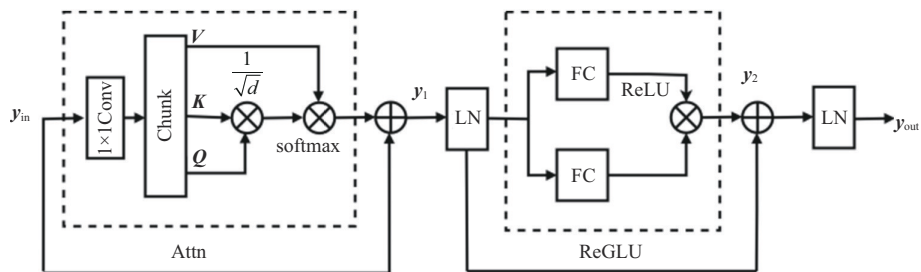 y_in
1×1Conv
Chunk
V
K
Q
1
√d
softmax
Attn
y_1
LN
FC
ReLU
FC
ReGLU
y_2
LN
y_out